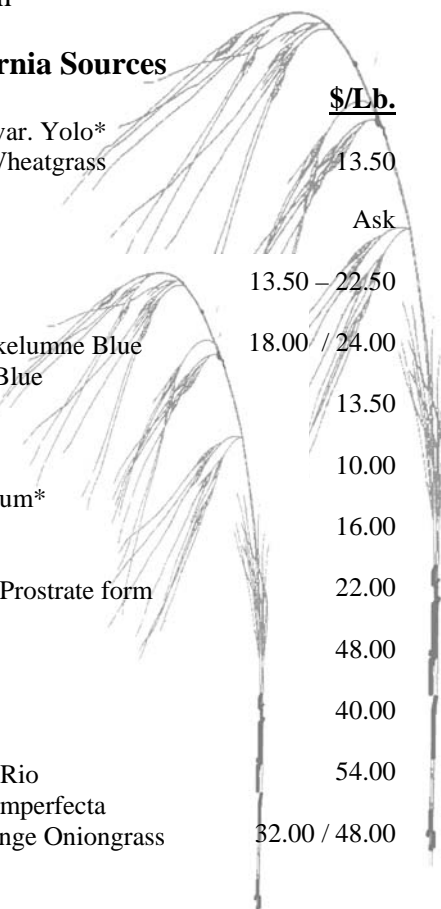 rnia Sources
$/Lb.
var. Yolo*
Wheatgrass 13.50
Ask
13.50 – 22.50
kelumne Blue 18.00 / 24.00
Blue
13.50
10.00
um*
16.00
Prostrate form 22.00
48.00
40.00
Rio 54.00
mperfecta
nge Oniongrass 32.00 / 48.00